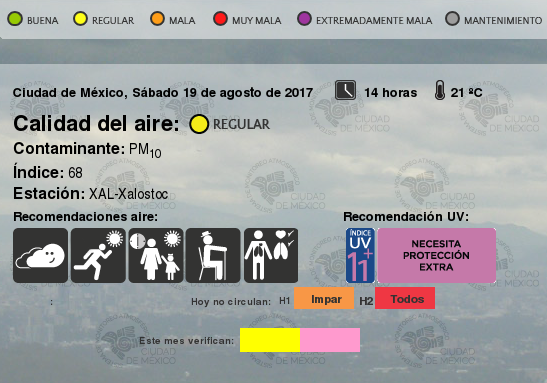 BUENA REGULAR MALA MUY MALA EXTREMADAMENTE MALA MANTENIMIENTO
Ciudad de México, Sábado 19 de agosto de 2017 14 horas 21 ºC
Calidad del aire: REGULAR
Contaminante: PM10
Índice: 68
Estación: XAL-Xalostoc
Recomendaciones aire: Recomendación UV:
ÍNDICE
UV
11+
NECESITA
PROTECCIÓN
EXTRA
: Hoy no circulan: H1 Impar H2 Todos
Este mes verifican:
CIUDAD
DE MÉXICO